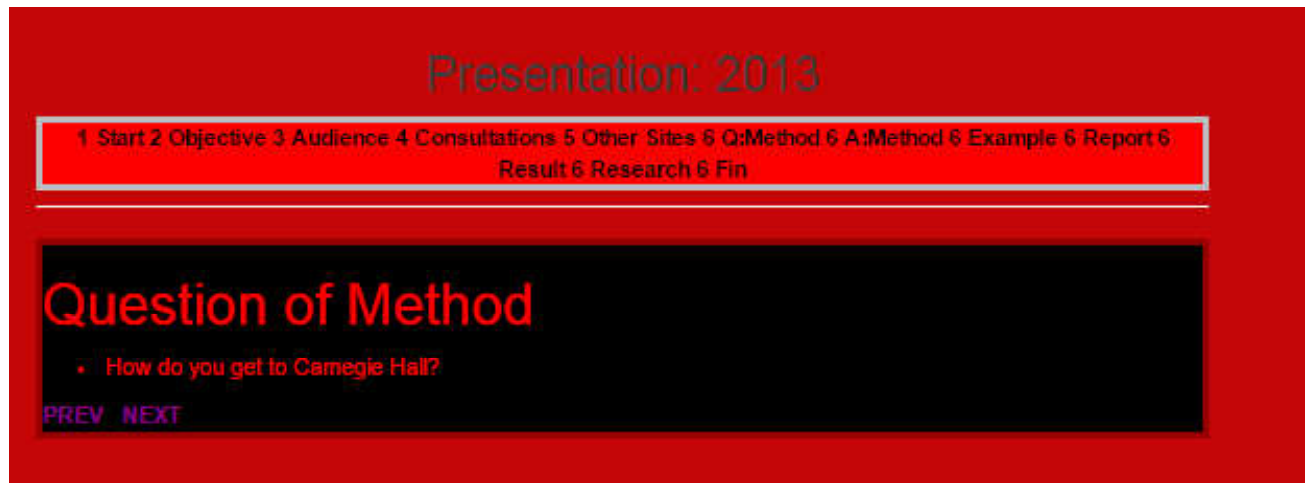 Presentation: 2013
1 Start 2 Objective 3 Audience 4 Consultations 5 Other Sites 6 Q:Method 6 A:Method 6 Example 6 Report 6
Result 6 Research 6 Fin
Question of Method
• How do you get to Carnegie Hall?
PREV NEXT